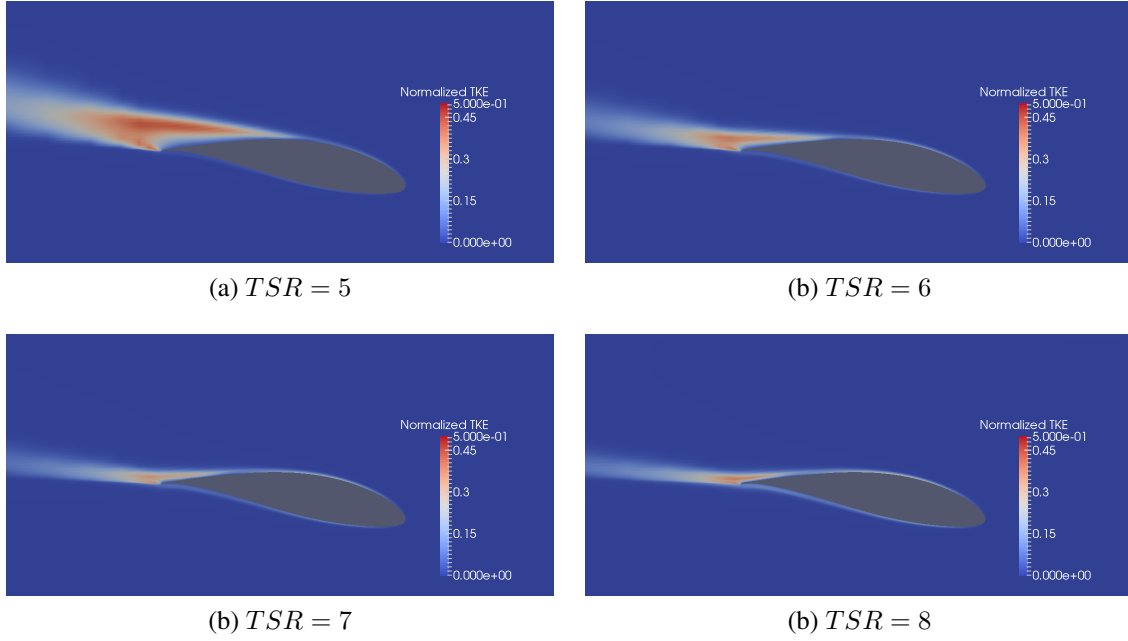 Normalized TKE
5.000e-01
0.45
0.3
0.15
0.000e+00
(a) TSR = 5
Normalized TKE
5.000e-01
0.45
0.3
0.15
0.000e+00
(b) TSR = 6
Normalized TKE
5.000e-01
0.45
0.3
0.15
0.000e+00
(b) TSR = 7
Normalized TKE
5.000e-01
0.45
0.3
0.15
0.000e+00
(b) TSR = 8